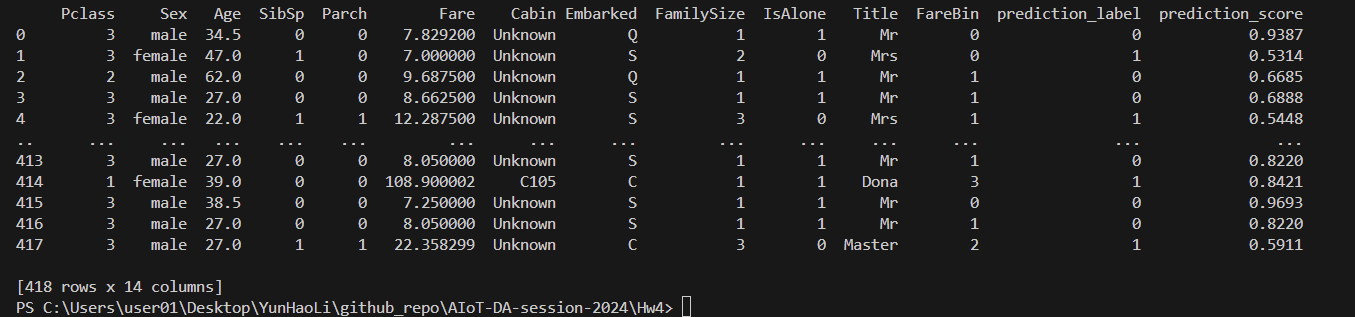 Pclass     Sex   Age  SibSp  Parch        Fare    Cabin Embarked  FamilySize  IsAlone   Title  FareBin  prediction_label  prediction_score
0         3    male  34.5      0      0    7.829200  Unknown        Q           1        1      Mr        0                 0            0.9387
1         3  female  47.0      1      0    7.000000  Unknown        S           2        0     Mrs        0                 1            0.5314
2         2    male  62.0      0      0    9.687500  Unknown        Q           1        1      Mr        1                 0            0.6685
3         3    male  27.0      0      0    8.662500  Unknown        S           1        1      Mr        1                 0            0.6888
4         3  female  22.0      1      1   12.287500  Unknown        S           3        0     Mrs        1                 1            0.5448
..      ...     ...   ...    ...    ...         ...      ...      ...         ...      ...     ...      ...               ...               ...
413       3    male  27.0      0      0    8.050000  Unknown        S           1        1      Mr        1                 0            0.8220
414       1  female  39.0      0      0  108.900002     C105        C           1        1    Dona        3                 1            0.8421
415       3    male  38.5      0      0    7.250000  Unknown        S           1        1      Mr        0                 0            0.9693
416       3    male  27.0      0      0    8.050000  Unknown        S           1        1      Mr        1                 0            0.8220
417       3    male  27.0      1      1   22.358299  Unknown        C           3        0  Master        2                 1            0.5911
[418 rows x 14 columns]
PS C:\Users\user01\Desktop\YunHaoLi\github_repo\AIoT-DA-session-2024\Hw4>